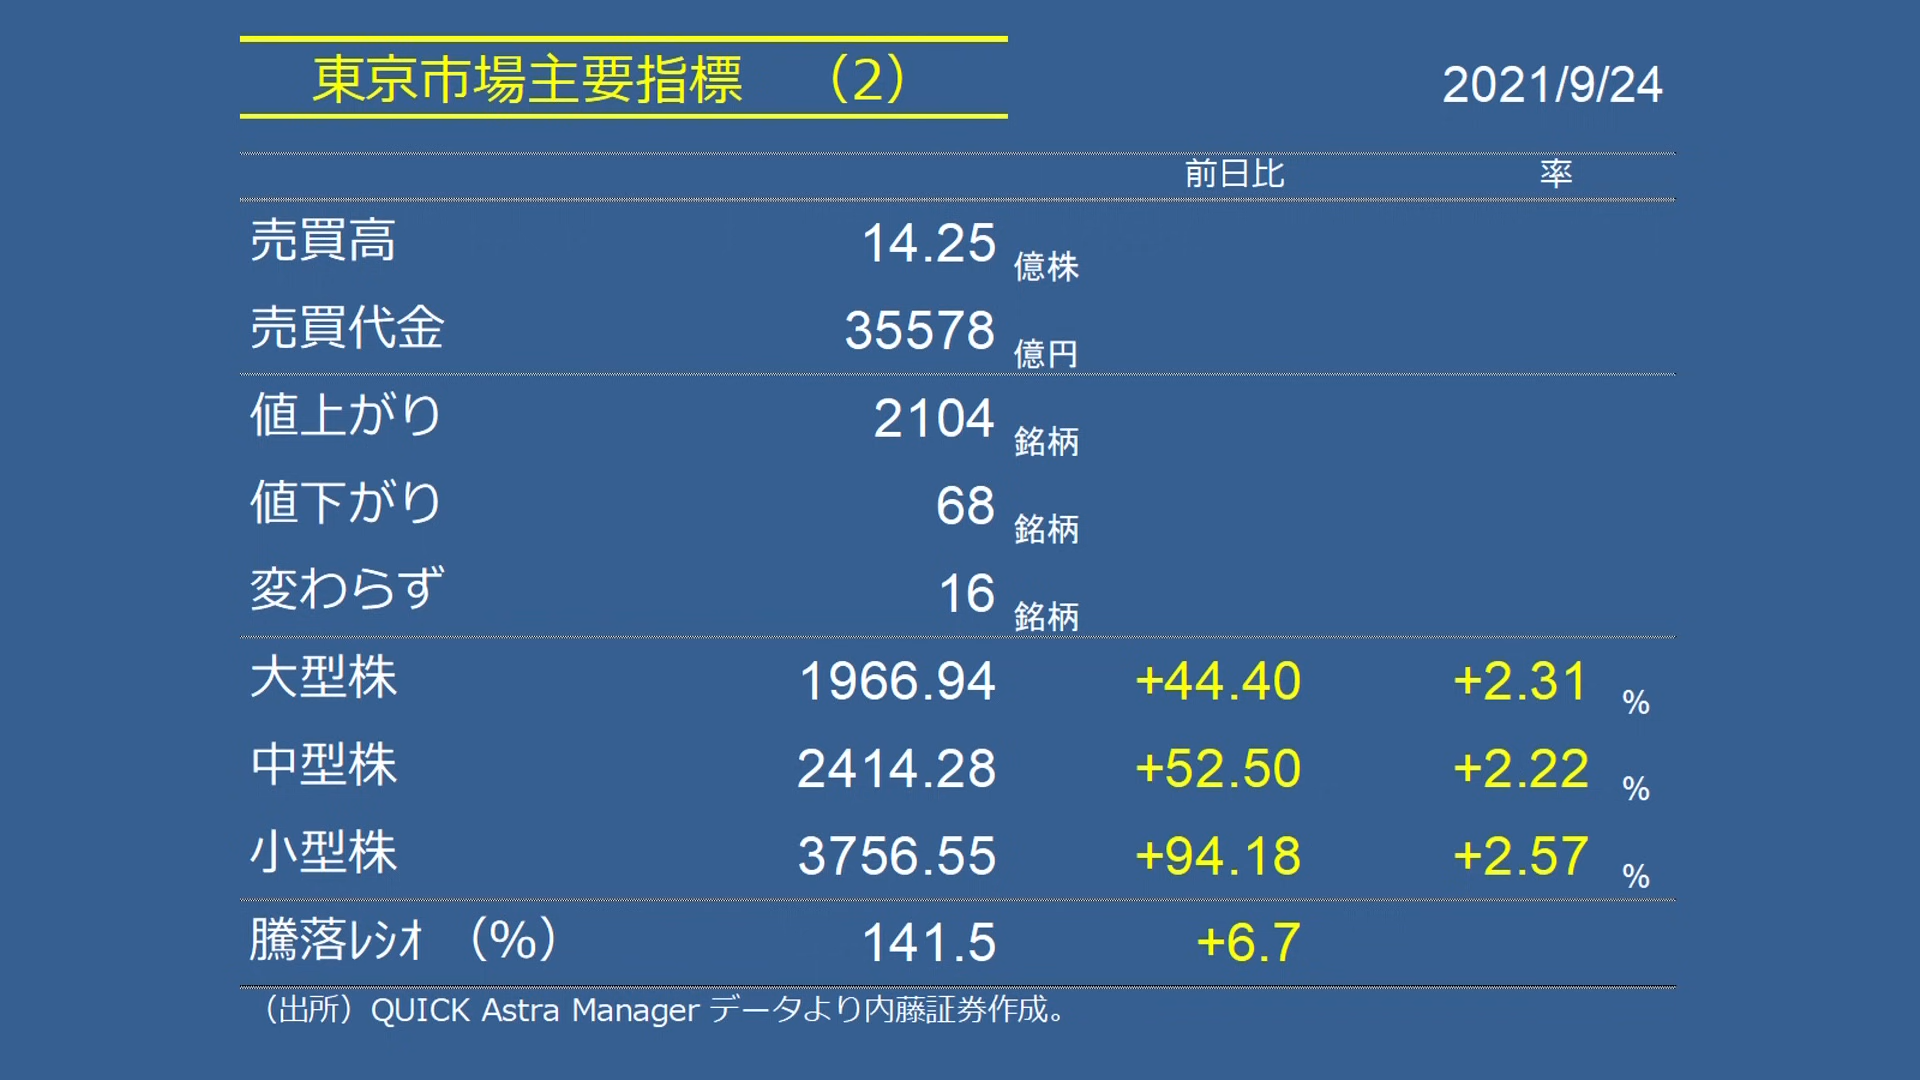 東京市場主要指標　（2）
2021/9/24
前日比 率
売買高 14.25 億株
売買代金 35578 億円
値上がり 2104 銘柄
値下がり 68 銘柄
変わらず 16 銘柄
大型株 1966.94 +44.40 +2.31 %
中型株 2414.28 +52.50 +2.22 %
小型株 3756.55 +94.18 +2.57 %
騰落ﾚｼｵ （%） 141.5 +6.7
（出所）QUICK Astra Manager データより内藤証券作成。